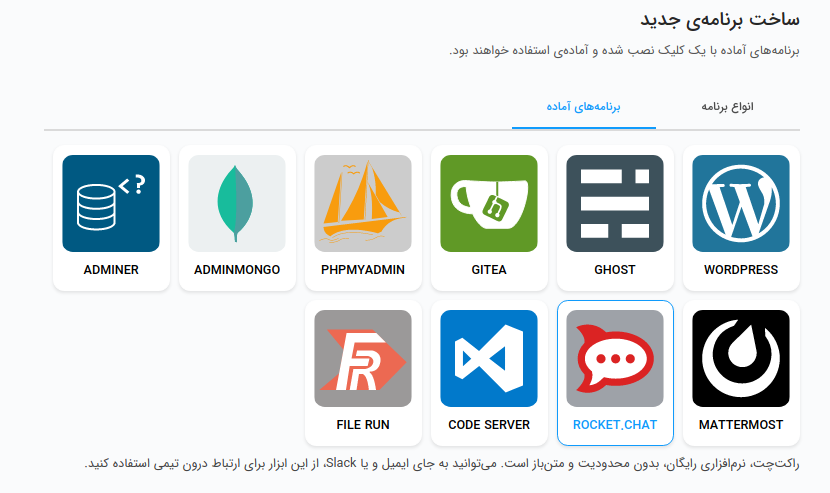 ساخت برنامه‌ی جدید
برنامه‌های آماده با یک کلیک نصب شده و آماده‌ی استفاده خواهند بود.
انواع برنامه
برنامه‌های آماده
WORDPRESS
GHOST
GITEA
PHPMYADMIN
ADMINMONGO
ADMINER
MATTERMOST
ROCKET.CHAT
CODE SERVER
FILE RUN
راکت‌چت، نرم‌افزاری رایگان، بدون محدودیت و متن‌باز است. می‌توانید به جای ایمیل و یا Slack، از این ابزار برای ارتباط درون تیمی استفاده کنید.